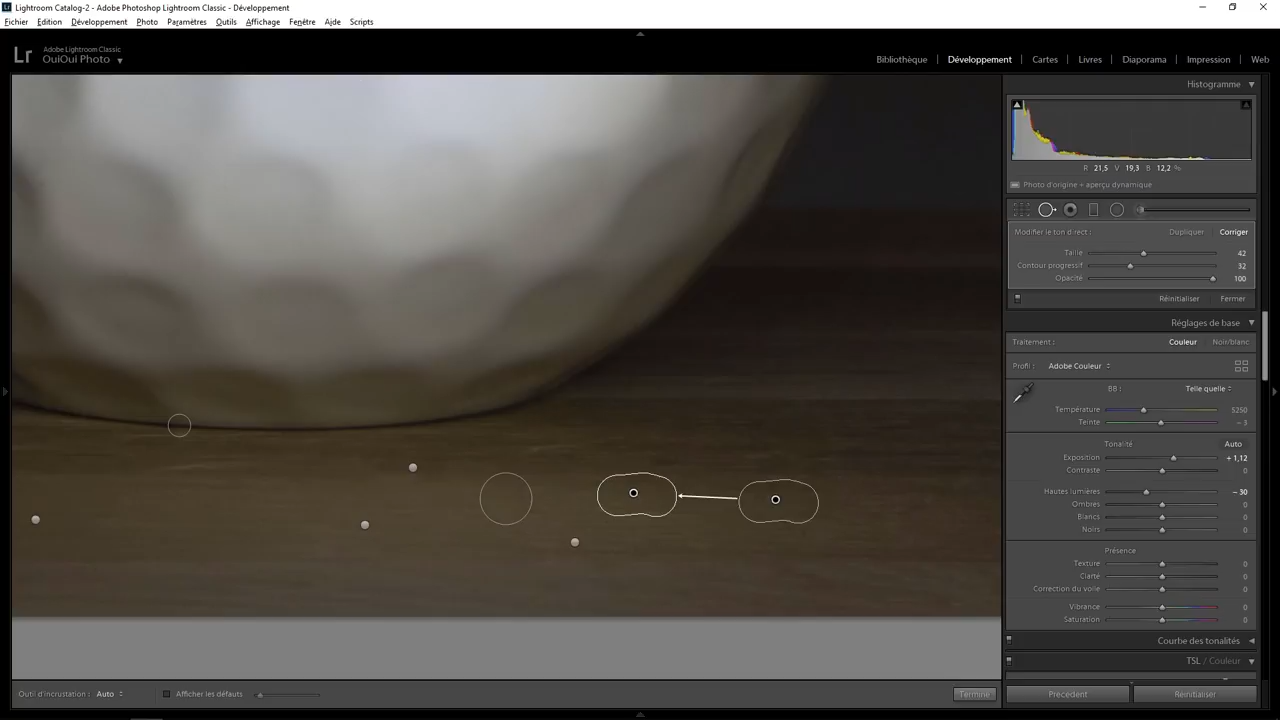 Lightroom Catalog-2 - Adobe Photoshop Lightroom Classic - Développement
Fichier Edition Développement Photo Paramètres Outils Affichage Fenêtre Aide Scripts
Lr
Adobe Lightroom Classic
OuiOui Photo
Bibliothèque | Développement | Cartes | Livres | Diaporama | Impression | Web
Histogramme
R 21,5 V 19,3 B 12,2 %
Photo d'origine + aperçu dynamique
Modifier le ton direct : Dupliquer Corriger
Taille 42
Contour progressif 32
Opacité 100
Réinitialiser Fermer
Réglages de base
Traitement : Couleur Noir/blanc
Profil : Adobe Couleur
BB : Telle quelle
Température 5250
Teinte - 3
Tonalité Auto
Exposition + 1,12
Contraste 0
Hautes lumières - 30
Ombres 0
Blancs 0
Noirs 0
Présence
Texture 0
Clarté 0
Correction du voile 0
Vibrance 0
Saturation 0
Courbe des tonalités
TSL / Couleur
Outil d'incrustation : Auto Afficher les défauts Terminé
Précédent Réinitialiser